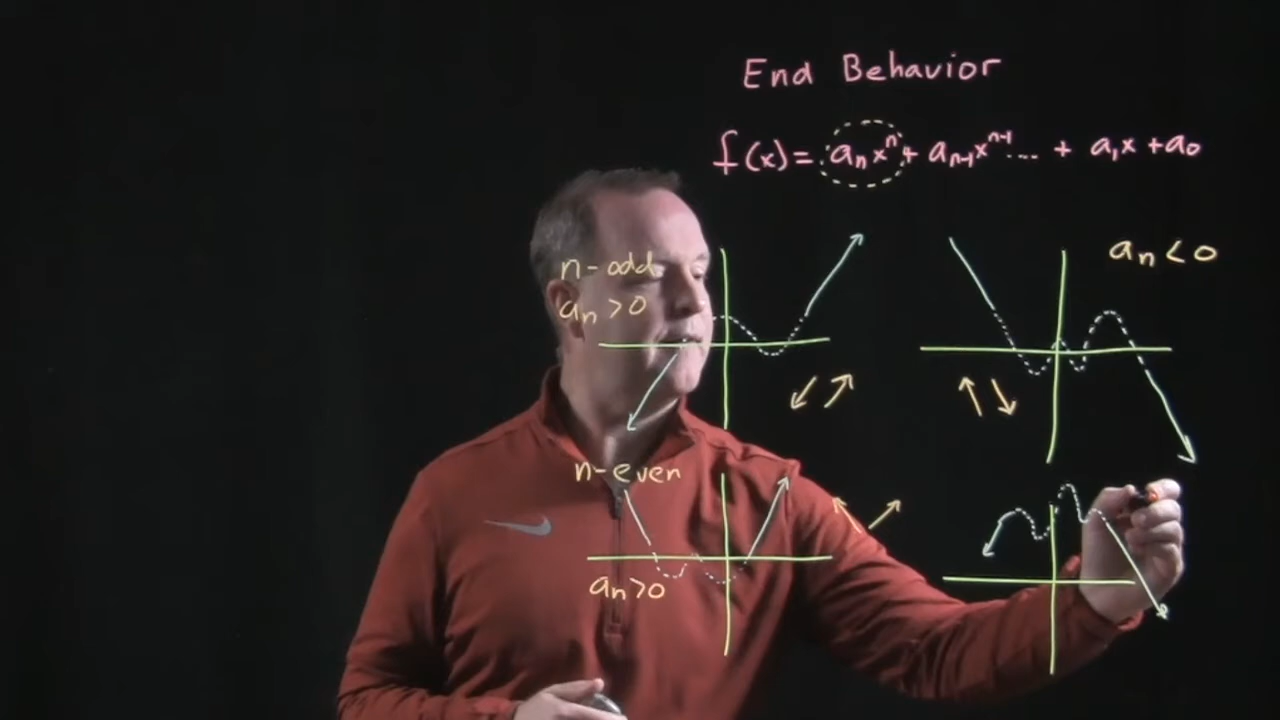 End Behavior
f(x) = aₙxⁿ + aₙ₋₁xⁿ⁻¹ ... + a₁x + a₀
n-odd
aₙ > 0
aₙ < 0
n-even
aₙ > 0